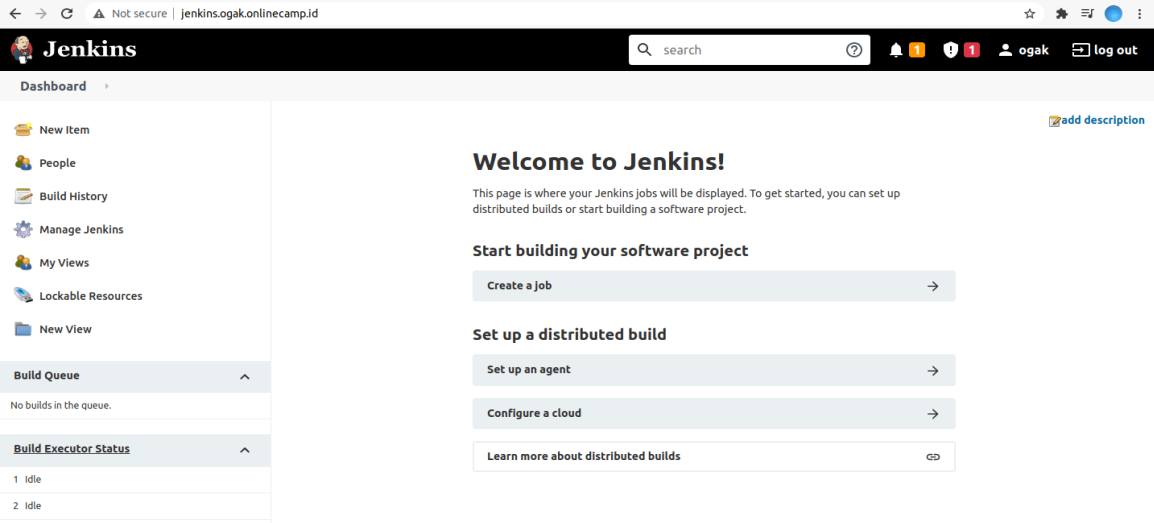 Not secure | jenkins.ogak.onlinecamp.id
Jenkins
search
1
1
ogak
log out
Dashboard
add description
New Item
People
Build History
Manage Jenkins
My Views
Lockable Resources
New View
Build Queue
No builds in the queue.
Build Executor Status
1 Idle
2 Idle
Welcome to Jenkins!
This page is where your Jenkins jobs will be displayed. To get started, you can set up
distributed builds or start building a software project.
Start building your software project
Create a job
Set up a distributed build
Set up an agent
Configure a cloud
Learn more about distributed builds